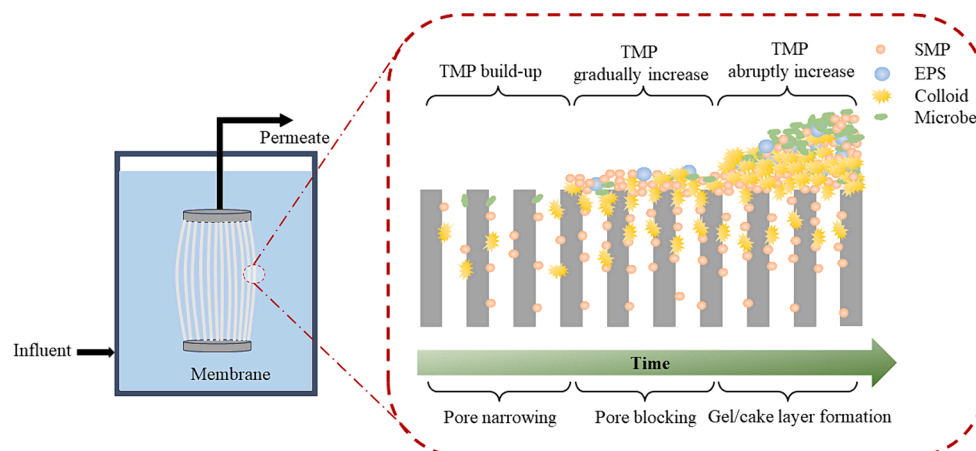 Permeate
Influent
Membrane
TMP build-up
TMP
gradually increase
TMP
abruptly increase
SMP
EPS
Colloid
Microbe
Time
Pore narrowing
Pore blocking
Gel/cake layer formation